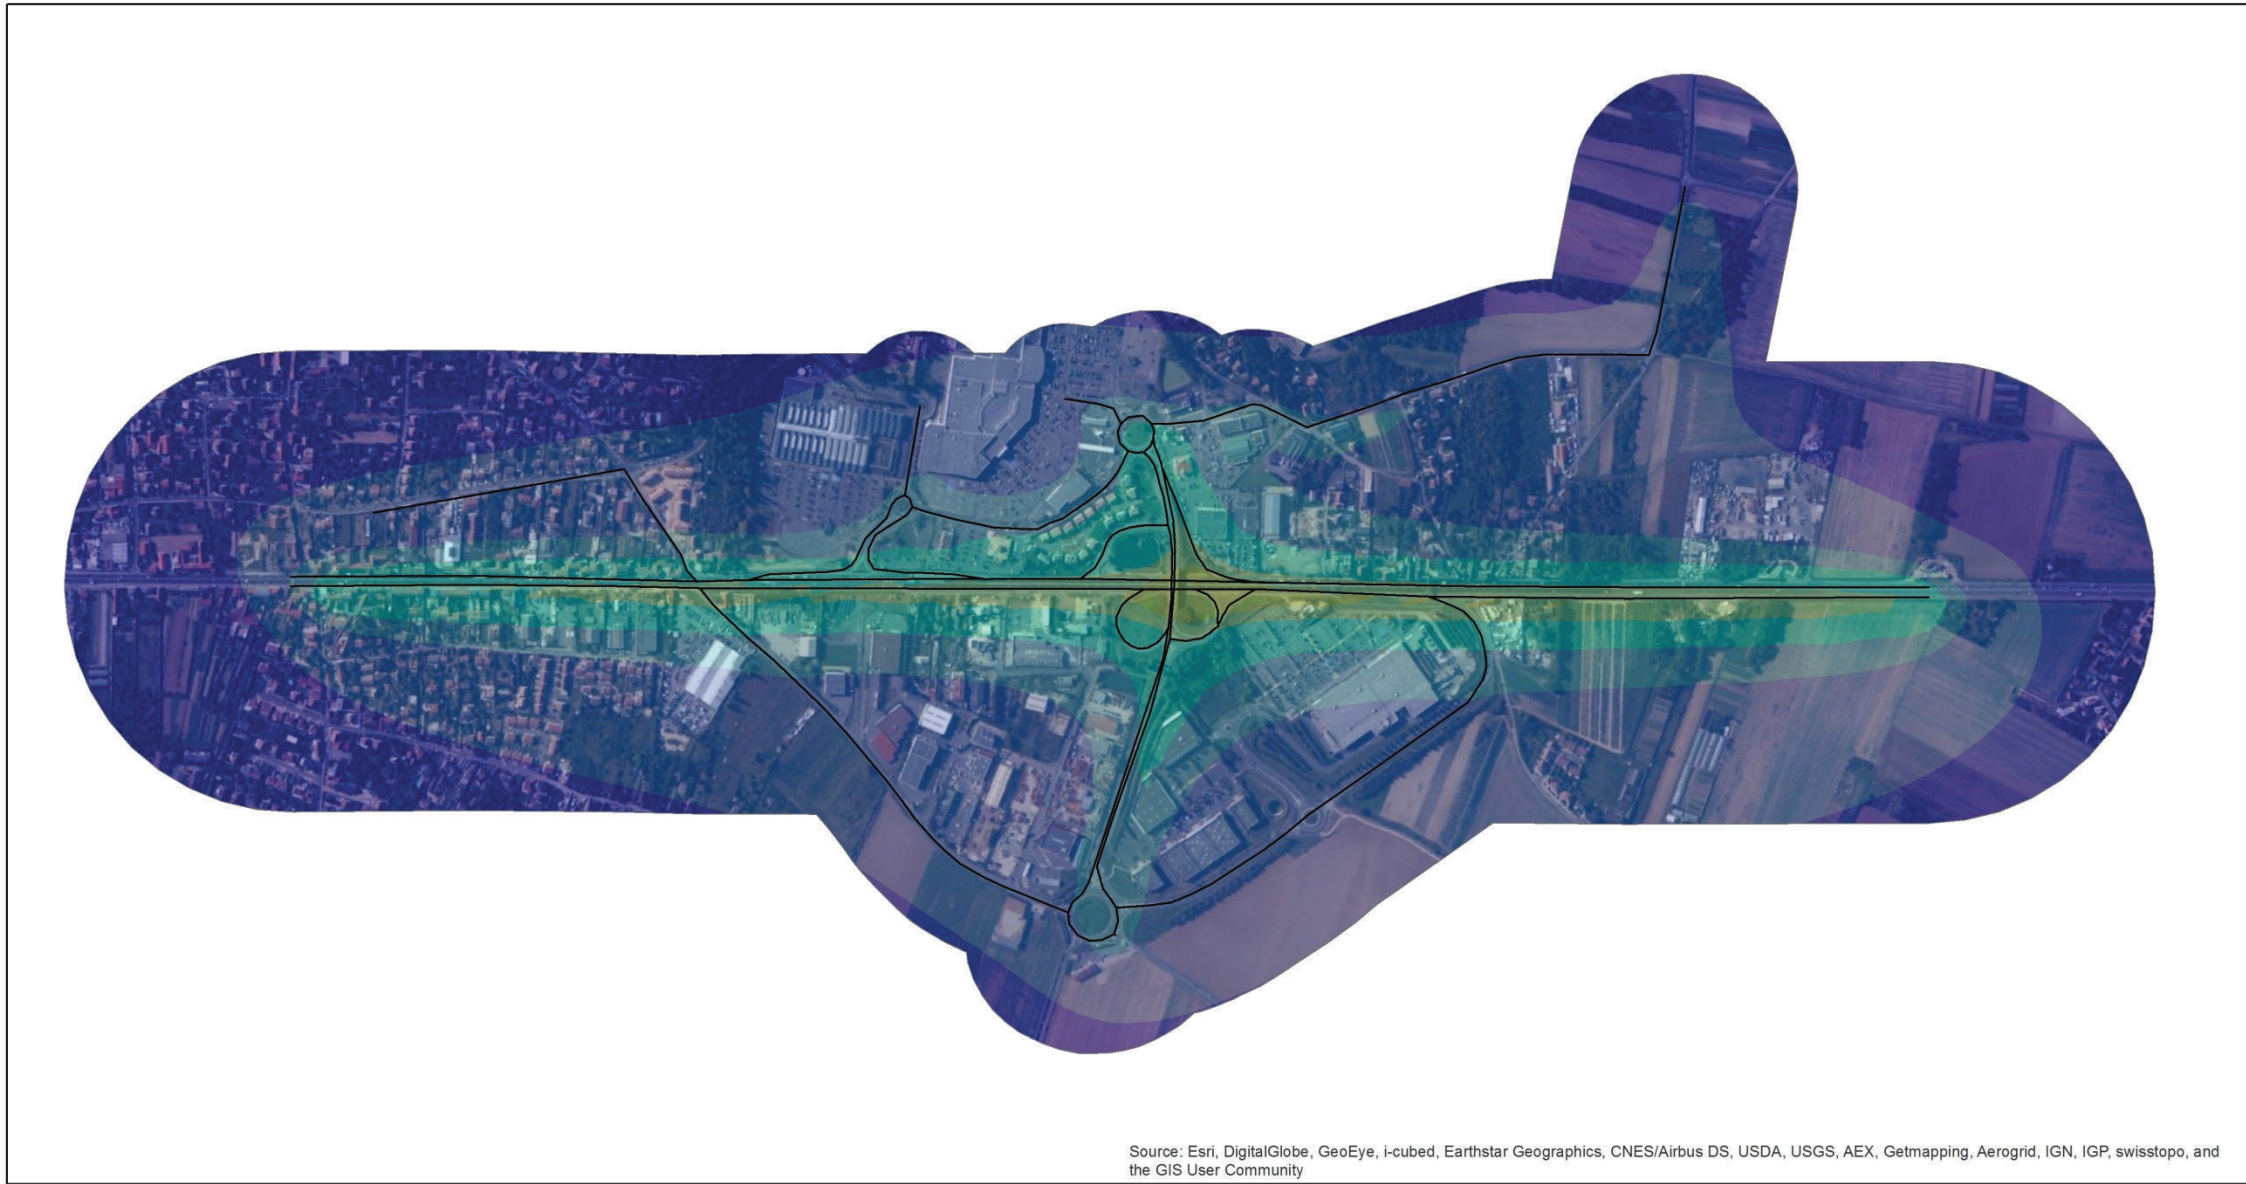 Source: Esri, DigitalGlobe, GeoEye, i-cubed, Earthstar Geographics, CNES/Airbus DS, USDA, USGS, AEX, Getmapping, Aerogrid, IGN, IGP, swisstopo, and
the GIS User Community